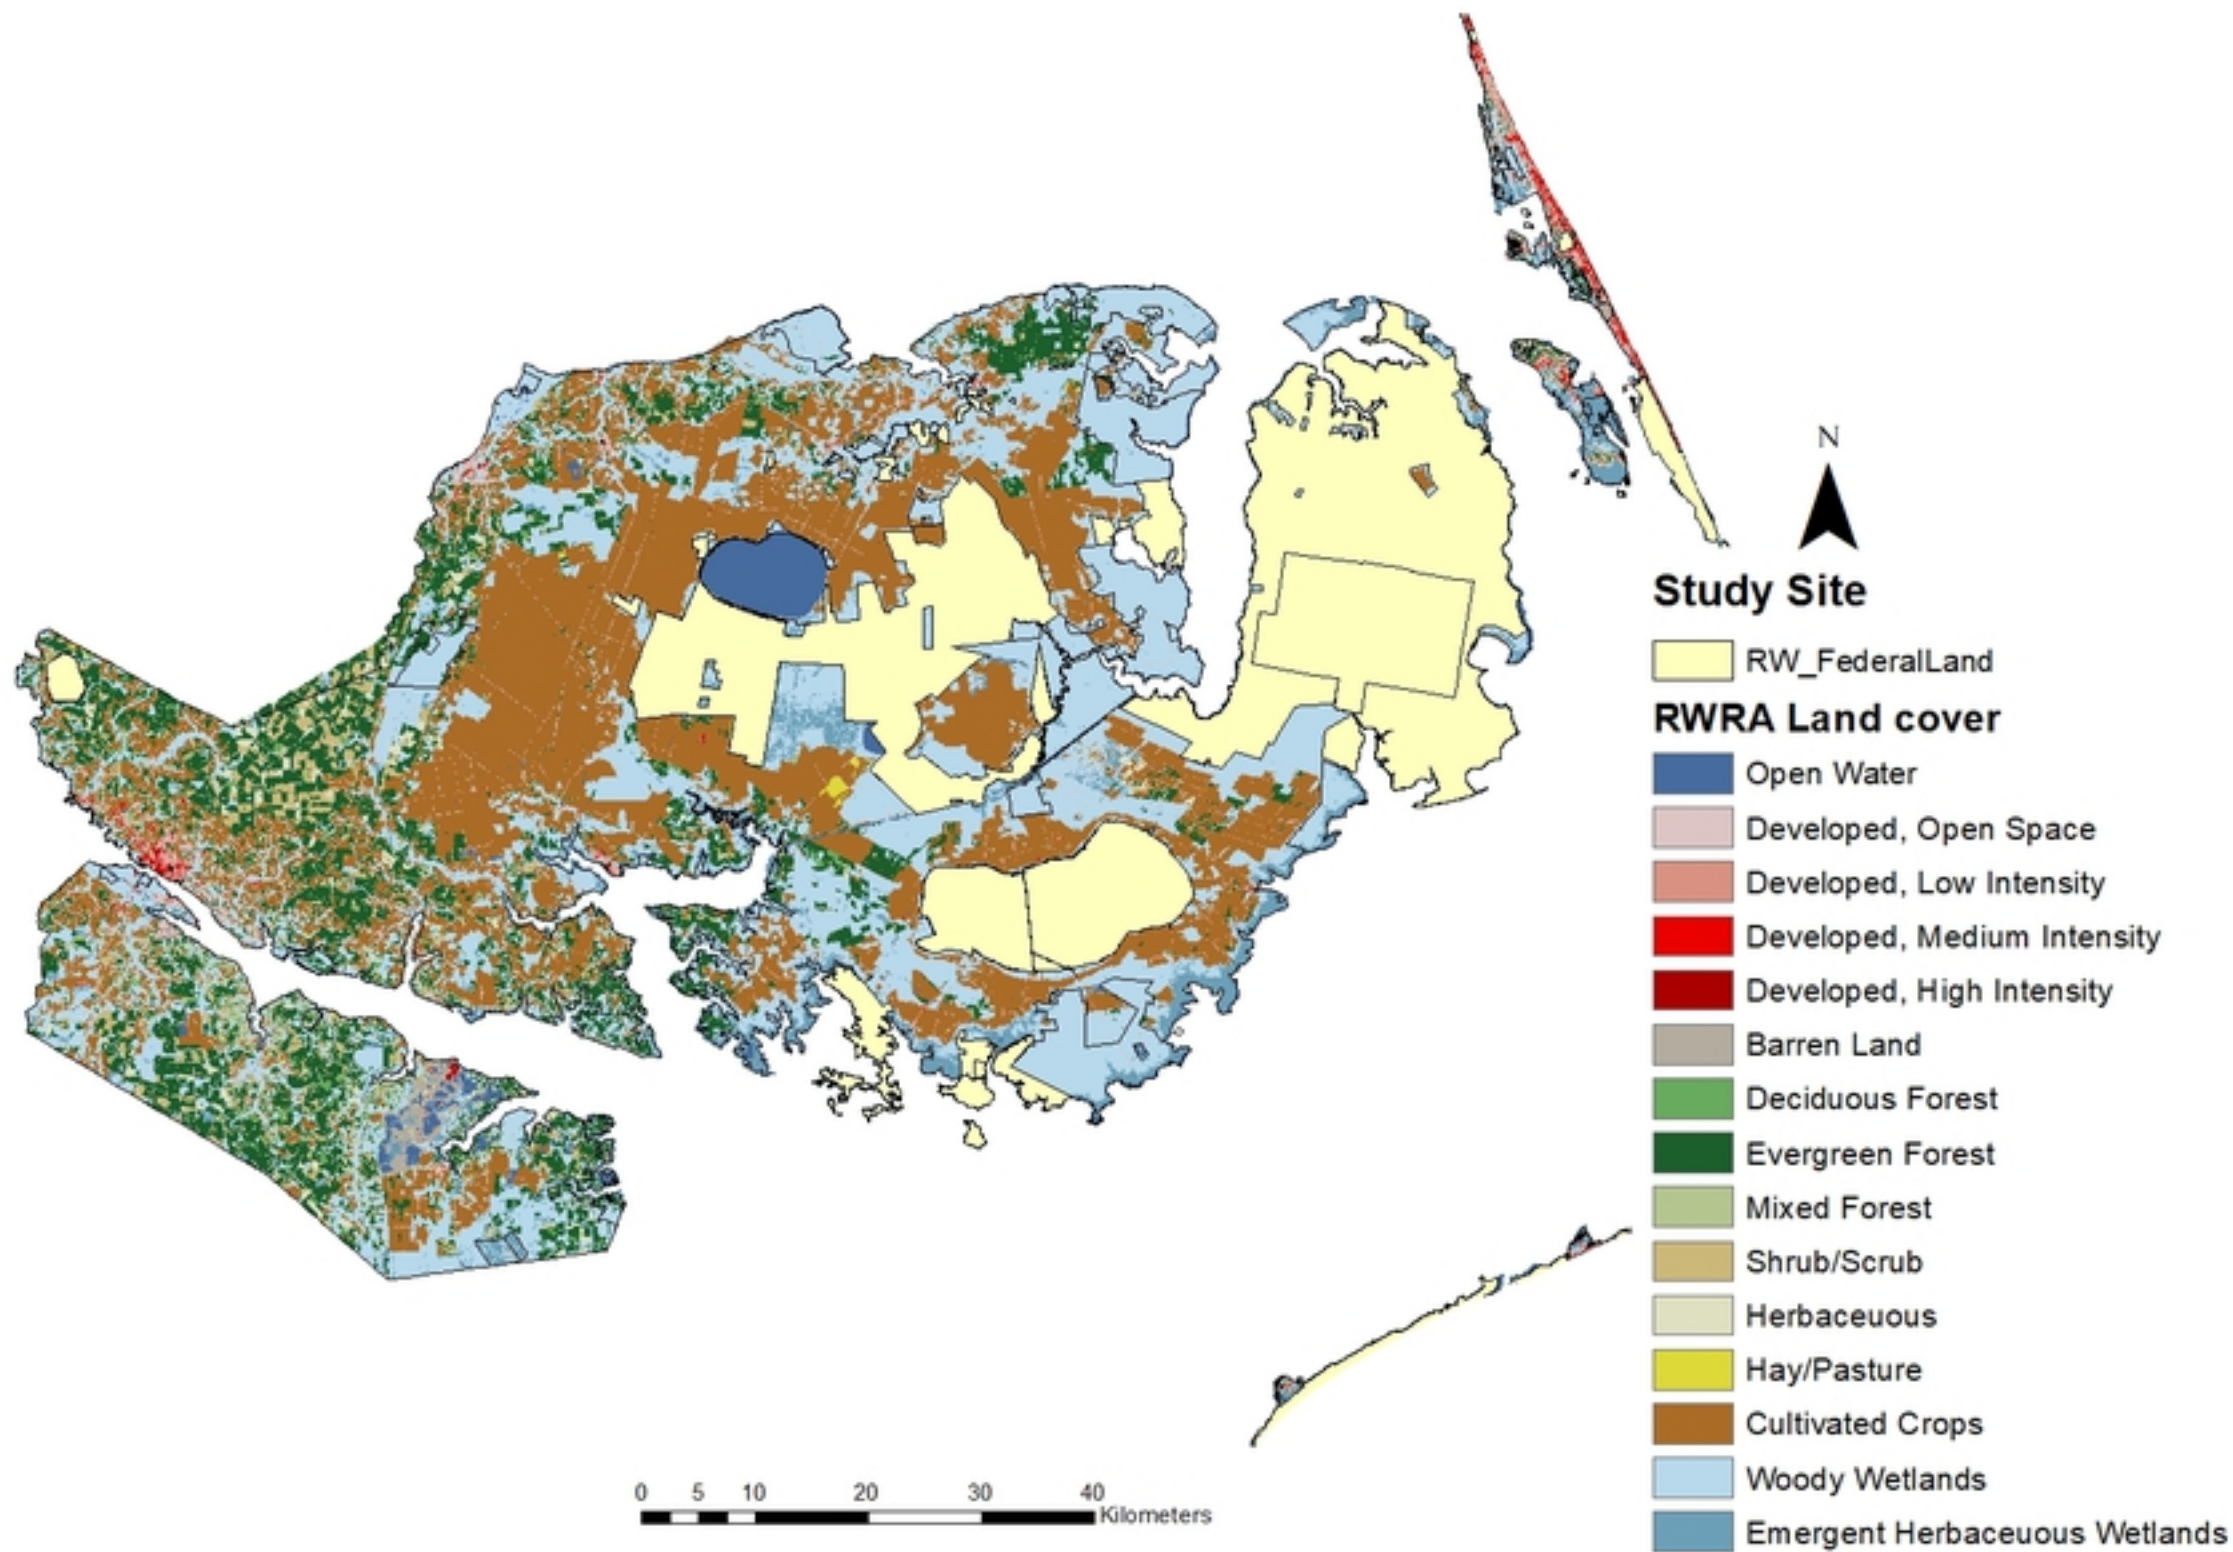 N
Study Site
RW_FederalLand
RWRA Land cover
Open Water
Developed, Open Space
Developed, Low Intensity
Developed, Medium Intensity
Developed, High Intensity
Barren Land
Deciduous Forest
Evergreen Forest
Mixed Forest
Shrub/Scrub
Herbaceuous
Hay/Pasture
Cultivated Crops
Woody Wetlands
Emergent Herbaceuous Wetlands
0 5 10 20 30 40
Kilometers